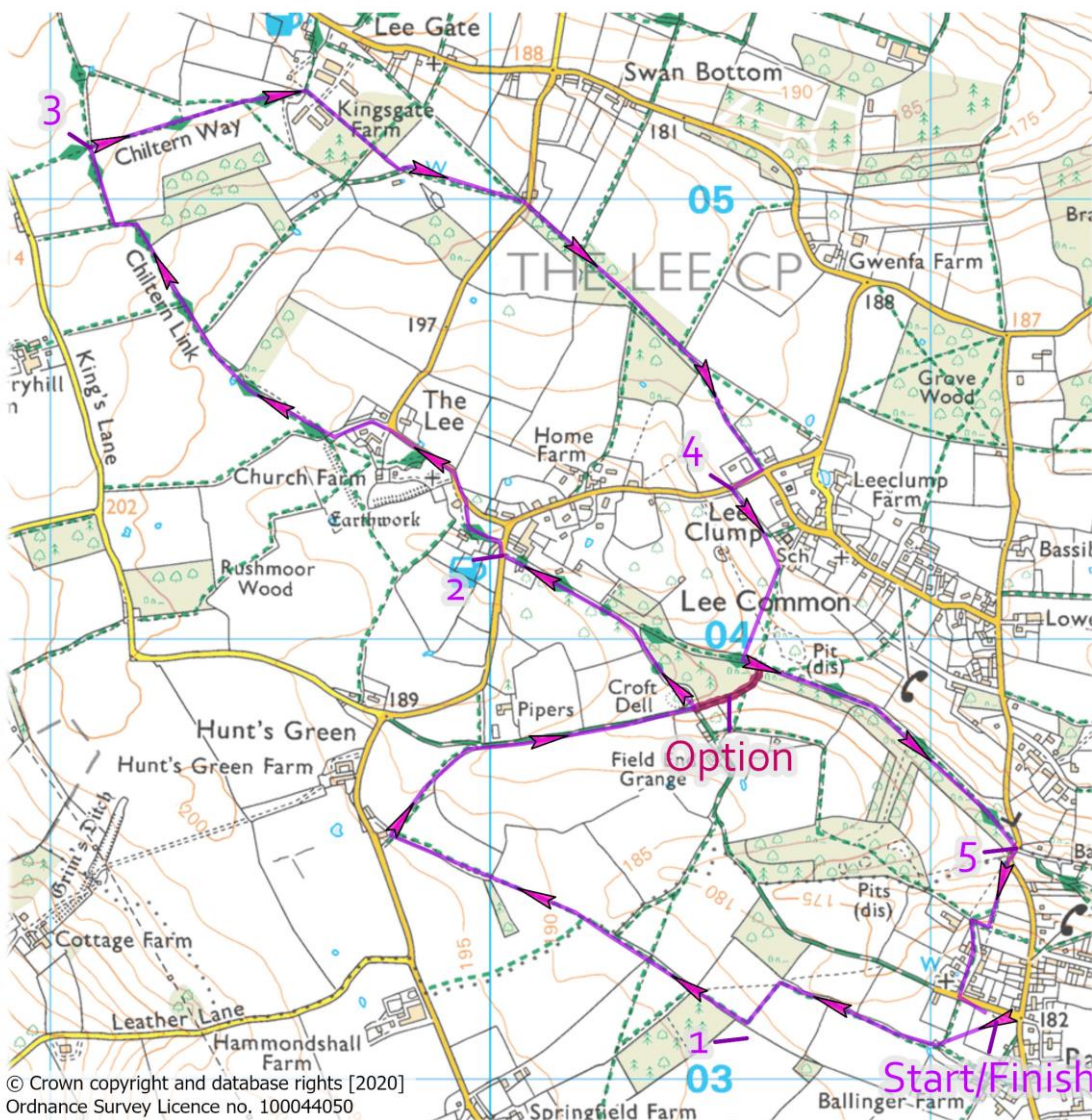 Lee Gate
188
Swan Bottom
190
185
175
3
Kingsgate
Farm
181
Chiltern Way
W
05
Bra
14
THE LEE CP
Gwenfa Farm
Chiltern Link
188
187
197
King's Lane
ryhill
n
Grove
Wood
The
Lee
Home
Farm
4
Church Farm
Leeclump
Farm
202
Earthwork
Lee
Clump
Sch
Bassil
Rushmoor
Wood
2
Lee Common
Lowe
04
Pit
(dis)
Croft
Dell
189
Pipers
Hunt's Green
Option
Hunt's Green Farm
Field End
Grange
200
Grim's Ditch
5
Ba
185
180
175
Pits
(dis)
190
195
Cottage Farm
W
Leather Lane
182
Hammondshall
Farm
1
Start/Finish
03
Ba
© Crown copyright and database rights [2020]
Ordnance Survey Licence no. 100044050
Springfield Farm
Ballinger Farm